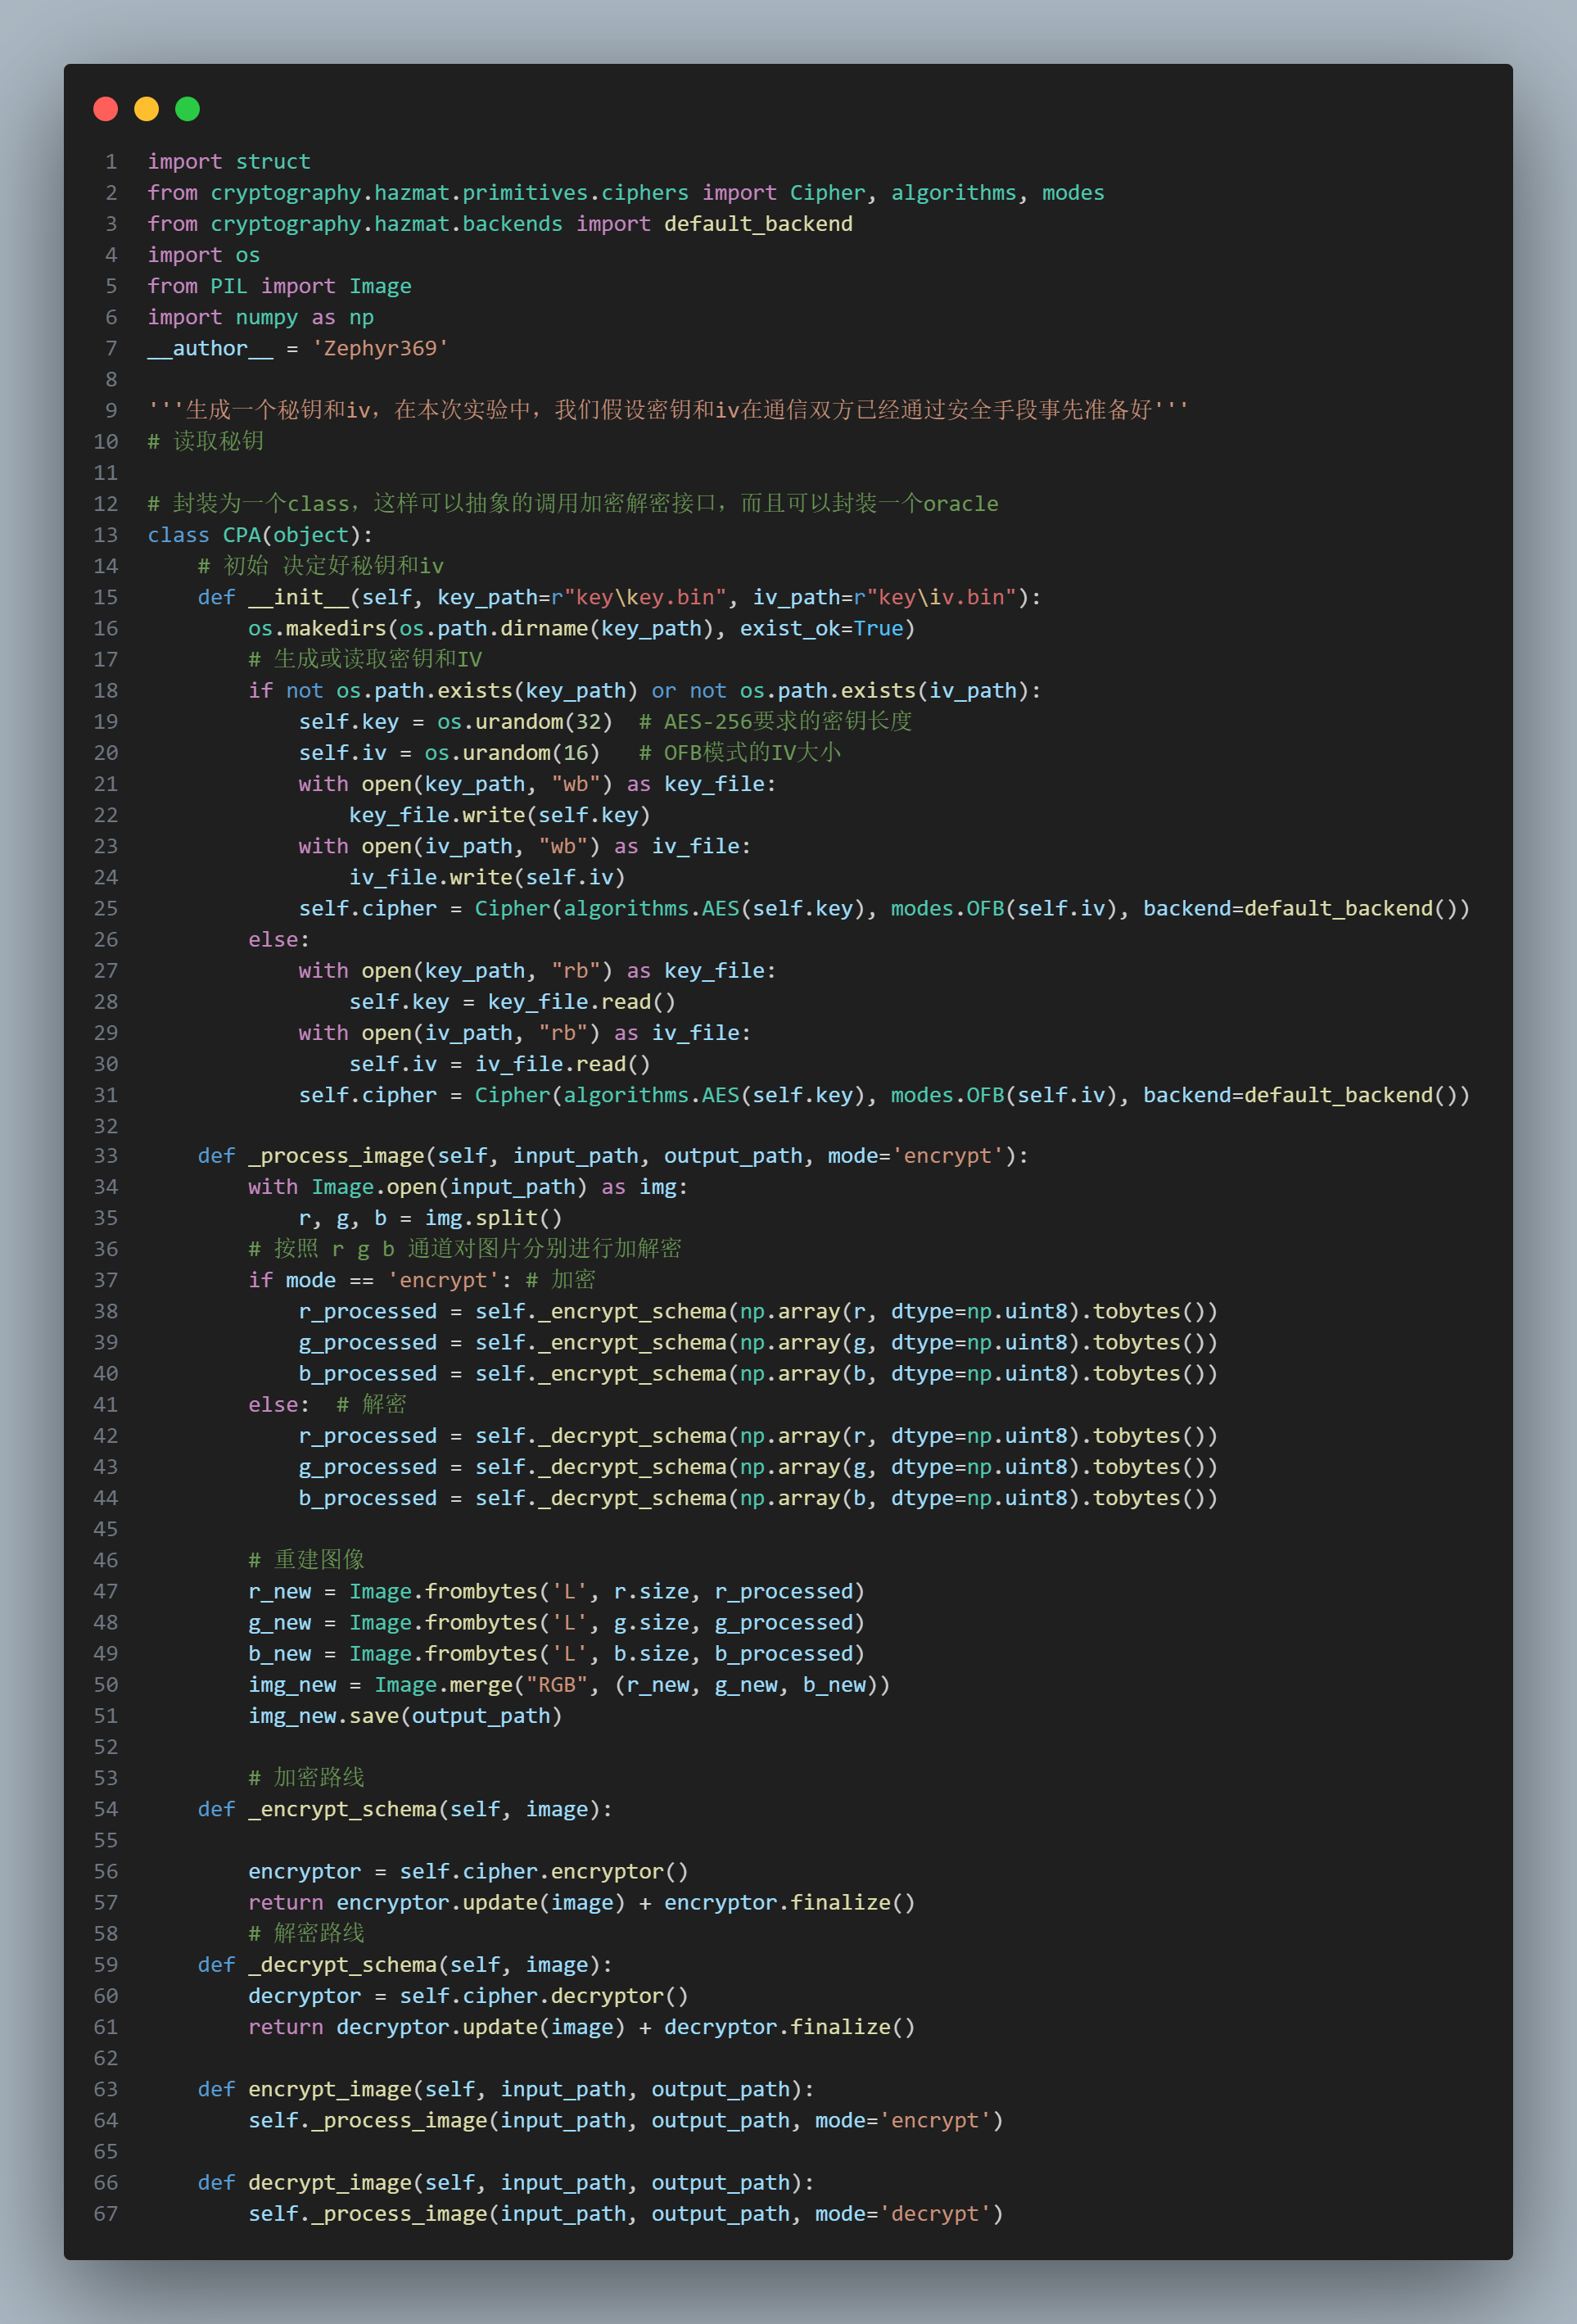 1 import struct
2 from cryptography.hazmat.primitives.ciphers import Cipher, algorithms, modes
3 from cryptography.hazmat.backends import default_backend
4 import os
5 from PIL import Image
6 import numpy as np
7 __author__ = 'Zephyr369'
8
9 '''生成一个秘钥和iv，在本次实验中，我们假设密钥和iv在通信双方已经通过安全手段事先准备好'''
10 # 读取秘钥
11
12 # 封装为一个class，这样可以抽象的调用加密解密接口，而且可以封装一个oracle
13 class CPA(object):
14     # 初始 决定好秘钥和iv
15     def __init__(self, key_path=r"key\key.bin", iv_path=r"key\iv.bin"):
16         os.makedirs(os.path.dirname(key_path), exist_ok=True)
17         # 生成或读取密钥和IV
18         if not os.path.exists(key_path) or not os.path.exists(iv_path):
19             self.key = os.urandom(32)  # AES-256要求的密钥长度
20             self.iv = os.urandom(16)   # OFB模式的IV大小
21             with open(key_path, "wb") as key_file:
22                 key_file.write(self.key)
23             with open(iv_path, "wb") as iv_file:
24                 iv_file.write(self.iv)
25             self.cipher = Cipher(algorithms.AES(self.key), modes.OFB(self.iv), backend=default_backend())
26         else:
27             with open(key_path, "rb") as key_file:
28                 self.key = key_file.read()
29             with open(iv_path, "rb") as iv_file:
30                 self.iv = iv_file.read()
31             self.cipher = Cipher(algorithms.AES(self.key), modes.OFB(self.iv), backend=default_backend())
32
33     def _process_image(self, input_path, output_path, mode='encrypt'):
34         with Image.open(input_path) as img:
35             r, g, b = img.split()
36         # 按照 r g b 通道对图片分别进行加解密
37         if mode == 'encrypt': # 加密
38             r_processed = self._encrypt_schema(np.array(r, dtype=np.uint8).tobytes())
39             g_processed = self._encrypt_schema(np.array(g, dtype=np.uint8).tobytes())
40             b_processed = self._encrypt_schema(np.array(b, dtype=np.uint8).tobytes())
41         else:  # 解密
42             r_processed = self._decrypt_schema(np.array(r, dtype=np.uint8).tobytes())
43             g_processed = self._decrypt_schema(np.array(g, dtype=np.uint8).tobytes())
44             b_processed = self._decrypt_schema(np.array(b, dtype=np.uint8).tobytes())
45
46         # 重建图像
47         r_new = Image.frombytes('L', r.size, r_processed)
48         g_new = Image.frombytes('L', g.size, g_processed)
49         b_new = Image.frombytes('L', b.size, b_processed)
50         img_new = Image.merge("RGB", (r_new, g_new, b_new))
51         img_new.save(output_path)
52
53         # 加密路线
54     def _encrypt_schema(self, image):
55
56         encryptor = self.cipher.encryptor()
57         return encryptor.update(image) + encryptor.finalize()
58         # 解密路线
59     def _decrypt_schema(self, image):
60         decryptor = self.cipher.decryptor()
61         return decryptor.update(image) + decryptor.finalize()
62
63     def encrypt_image(self, input_path, output_path):
64         self._process_image(input_path, output_path, mode='encrypt')
65
66     def decrypt_image(self, input_path, output_path):
67         self._process_image(input_path, output_path, mode='decrypt')